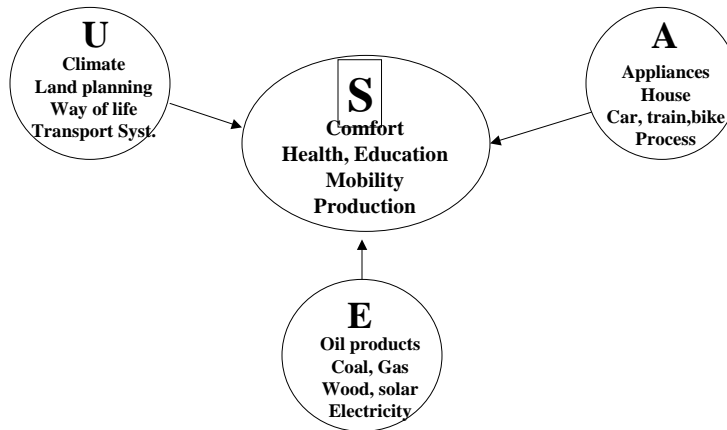 U
Climate
Land planning
Way of life
Transport Syst.
S
Comfort
Health, Education
Mobility
Production
A
Appliances
House
Car, train,bike
Process
E
Oil products
Coal, Gas
Wood, solar
Electricity